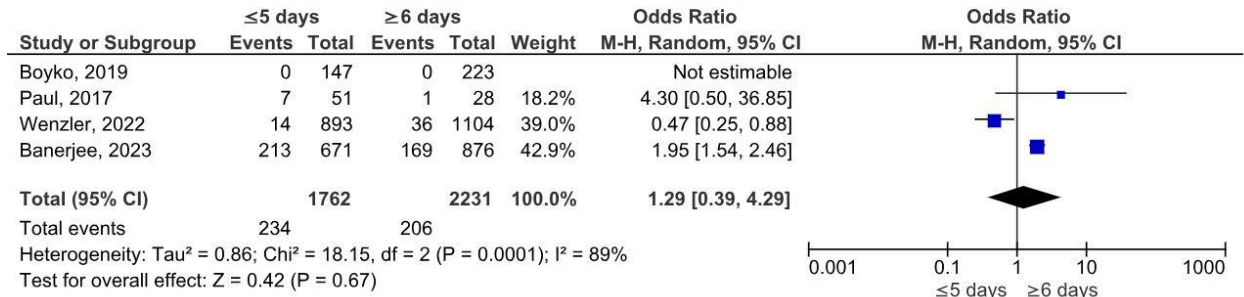 ≤5 days ≥6 days Odds Ratio Odds Ratio
Study or Subgroup Events Total Events Total Weight M-H, Random, 95% CI M-H, Random, 95% CI
Boyko, 2019 0 147 0 223 Not estimable
Paul, 2017 7 51 1 28 18.2% 4.30 [0.50, 36.85]
Wenzler, 2022 14 893 36 1104 39.0% 0.47 [0.25, 0.88]
Banerjee, 2023 213 671 169 876 42.9% 1.95 [1.54, 2.46]
Total (95% CI) 1762 2231 100.0% 1.29 [0.39, 4.29]
Total events 234 206
Heterogeneity: Tau² = 0.86; Chi² = 18.15, df = 2 (P = 0.0001); I² = 89%
Test for overall effect: Z = 0.42 (P = 0.67)
0.001 0.1 1 10 1000
≤5 days ≥6 days